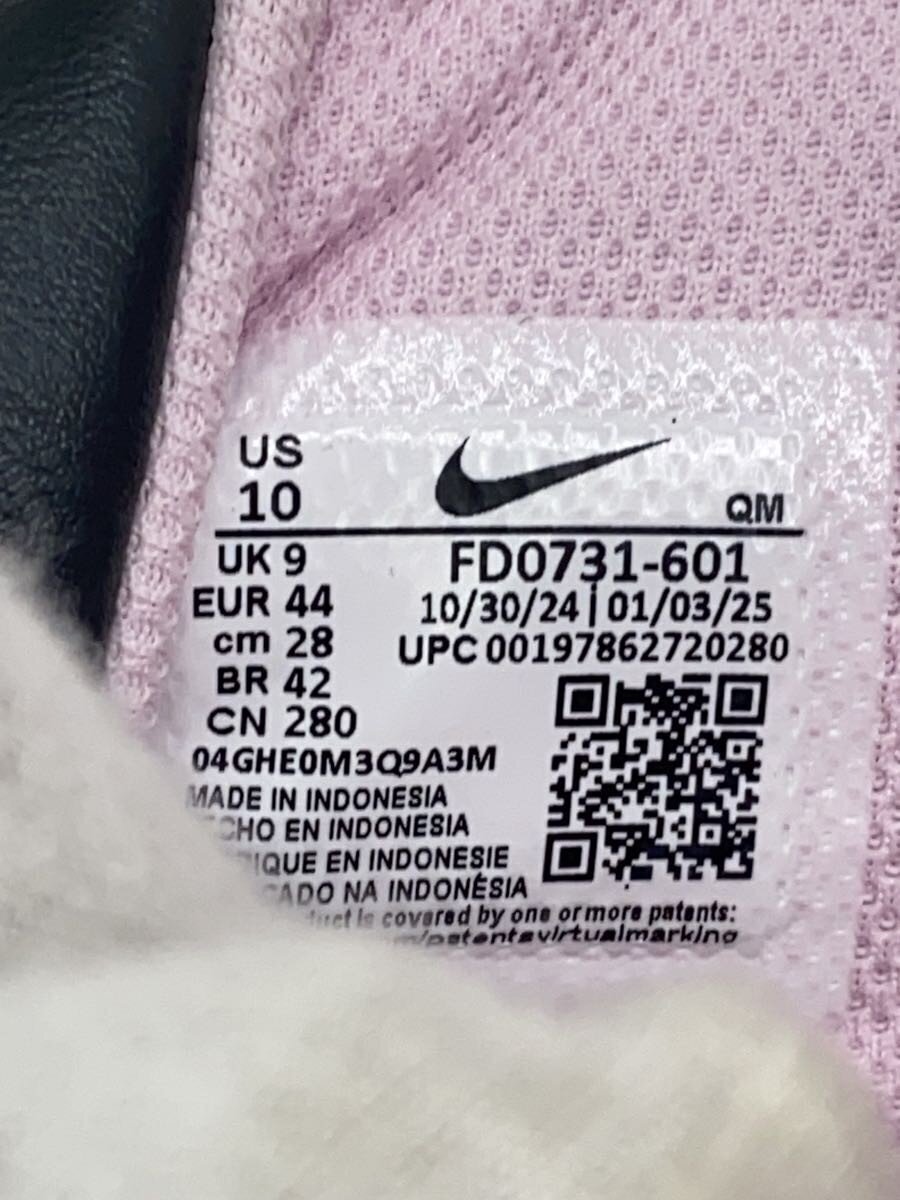 US
10
QM
UK 9
EUR 44
cm 28
BR 42
CN 280
FD0731-601
10/30/24 | 01/03/25
UPC 00197862720280
04GHE0M3Q9A3M
MADE IN INDONESIA
CHO EN INDONESIA
IQUE EN INDONESIE
CADO NA INDONÉSIA
is covered by one or more patents:
/patentsvirtualmarking